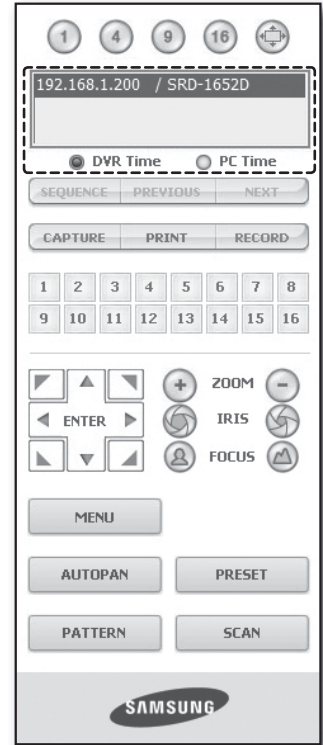 1 4 9 16
192.168.1.200 / SRD-1652D
DVR Time PC Time
SEQUENCE PREVIOUS NEXT
CAPTURE PRINT RECORD
1 2 3 4 5 6 7 8
9 10 11 12 13 14 15 16
+ ZOOM -
ENTER IRIS
FOCUS
MENU
AUTOPAN PRESET
PATTERN SCAN
SAMSUNG